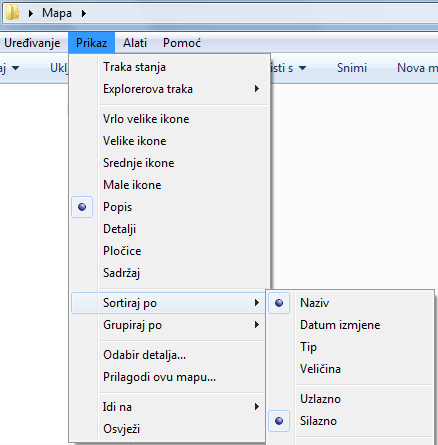 Mapa
Uređivanje Prikaz Alati Pomoć
Snimi Nova
Traka stanja
Explorerova traka
Vrlo velike ikone
Velike ikone
Srednje ikone
Male ikone
Popis
Detalji
Pločice
Sadržaj
Sortiraj po
Grupiraj po
Odabir detalja...
Prilagodi ovu mapu...
Idi na
Osvježi
Naziv
Datum izmjene
Tip
Veličina
Uzlazno
Silazno